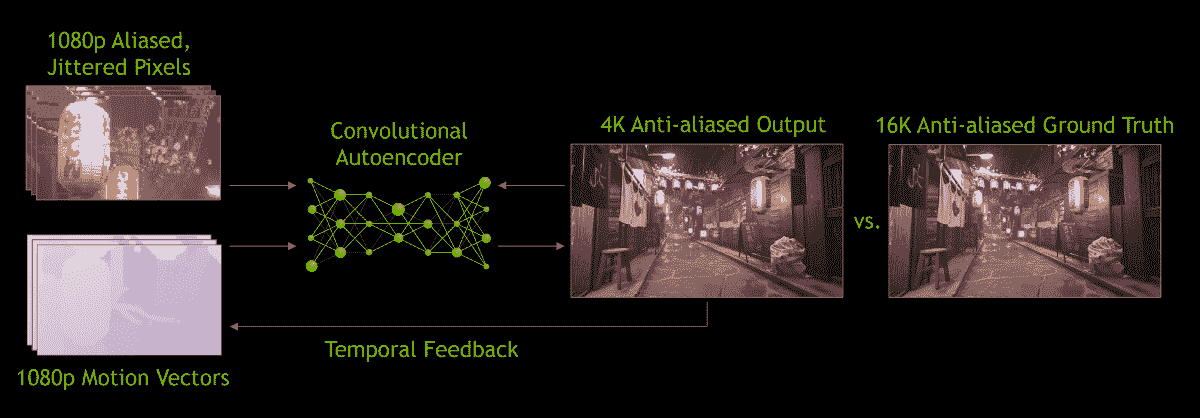 1080p Aliased,
Jittered Pixels
Convolutional
Autoencoder
4K Anti-aliased Output
16K Anti-aliased Ground Truth
vs.
Temporal Feedback
1080p Motion Vectors